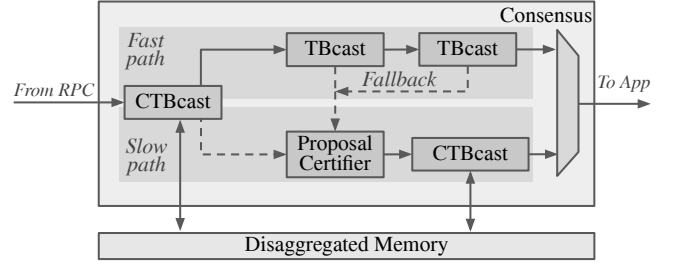 Consensus
Fast
path
TBcast
TBcast
Fallback
From RPC
CTBcast
To App
Slow
path
Proposal
Certifier
CTBcast
Disaggregated Memory